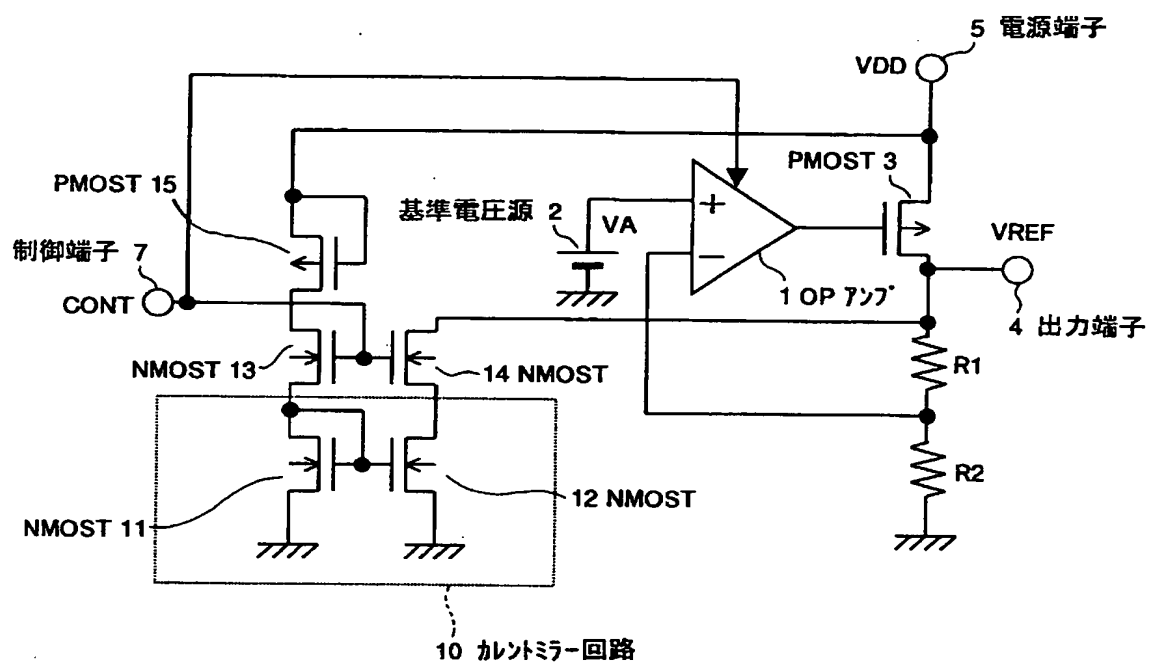 5 電源端子
VDD
PMOST 3
PMOST 15
基準電圧源 2
VA
+
−
VREF
制御端子 7
CONT
1 OP アンプ
4 出力端子
NMOST 13
14 NMOST
R1
R2
NMOST 11
12 NMOST
10 カレントミラー回路